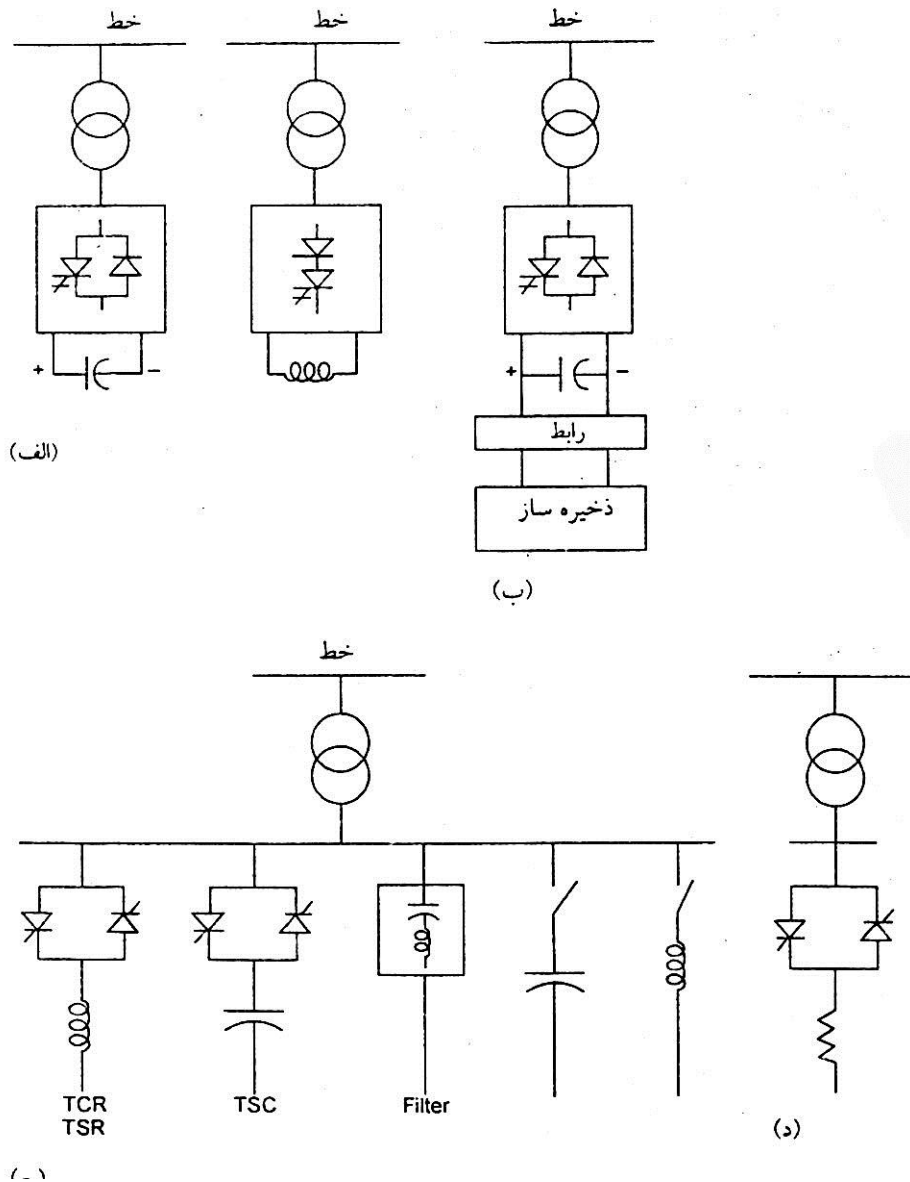 خط
خط
خط
+ −
+ −
رابط
ذخیره ساز
(الف)
(ب)
خط
TCR
TSR
TSC
Filter
(د)